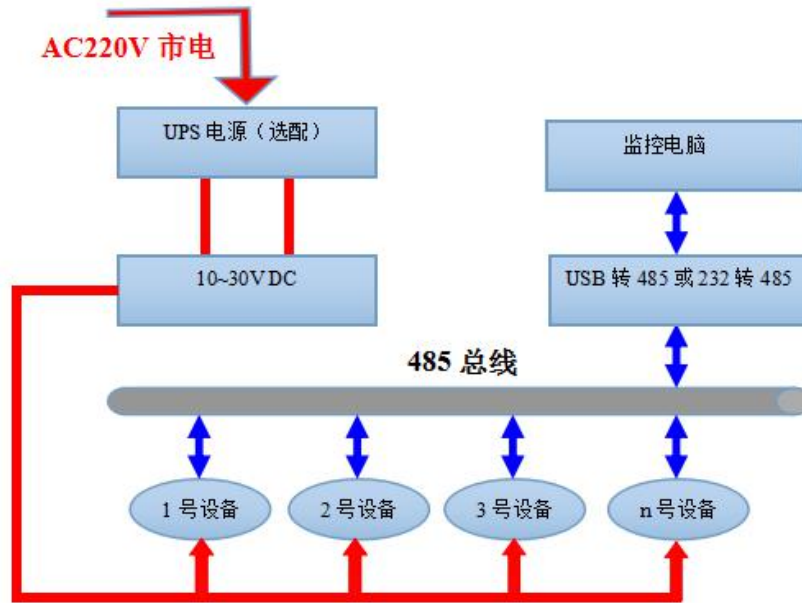 AC220V 市电
UPS 电源（选配）
监控电脑
10~30V DC
USB 转 485 或 232 转 485
485 总线
1 号设备
2 号设备
3 号设备
n 号设备